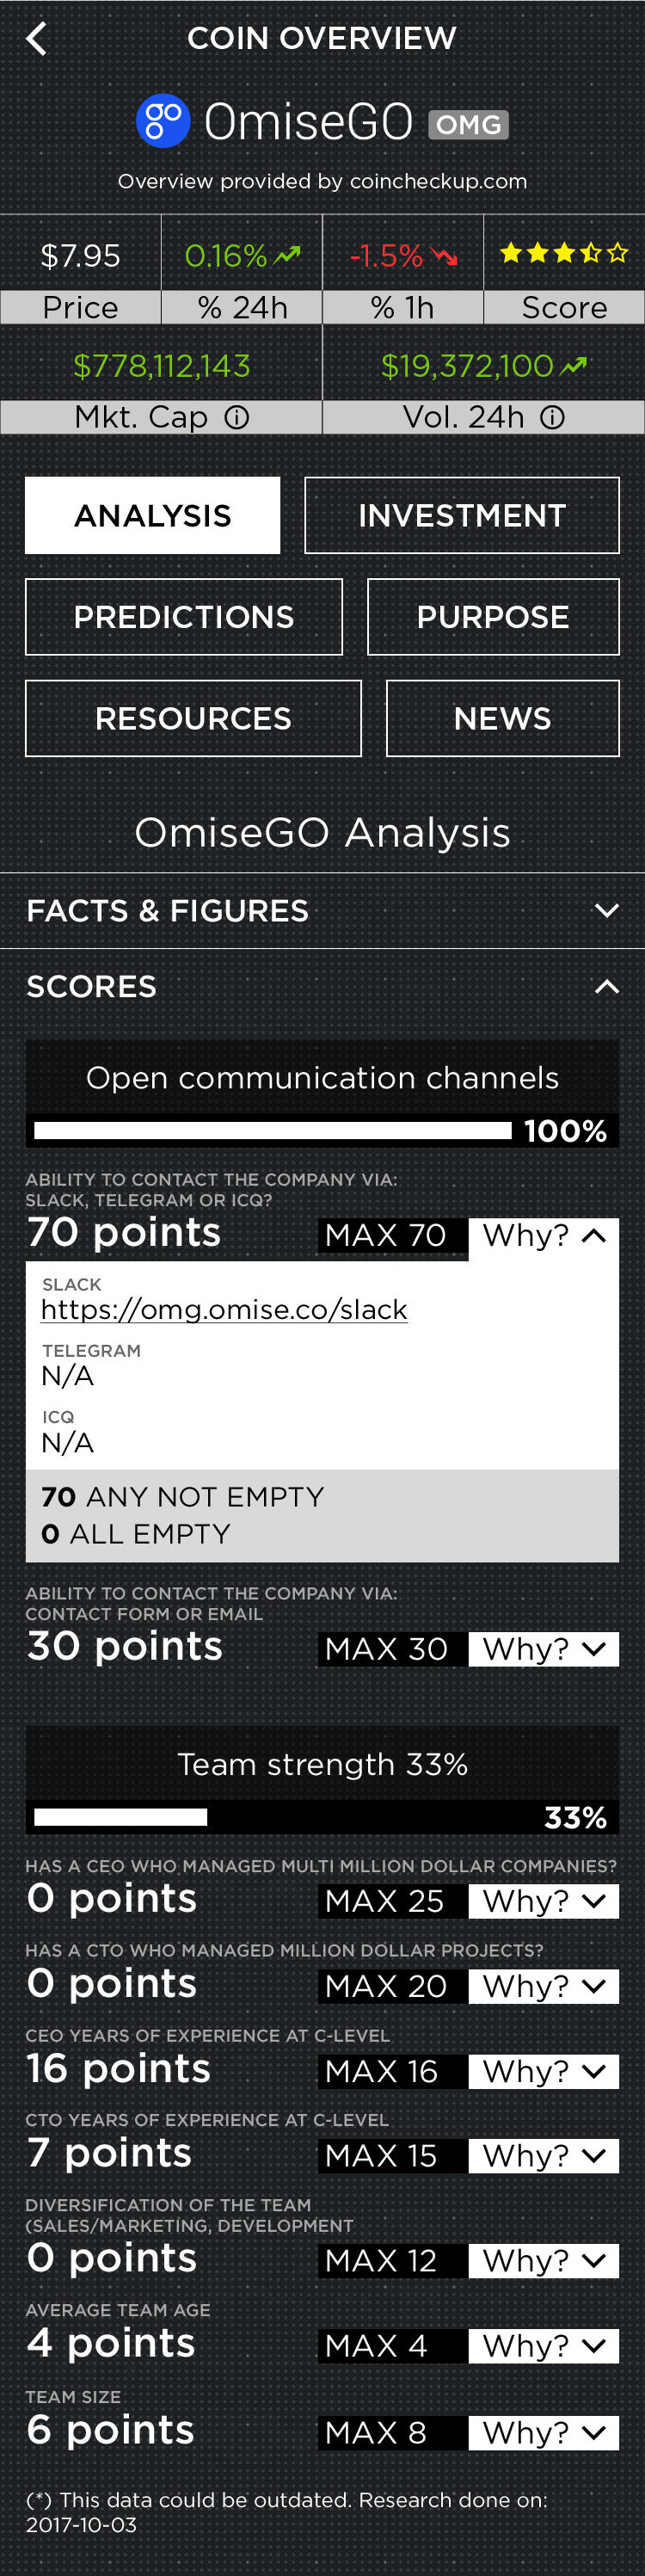 COIN OVERVIEW
OmiseGO OMG
Overview provided by coincheckup.com
$7.95 0.16% -1.5%
Price % 24h % 1h Score
$778,112,143 $19,372,100
Mkt. Cap Vol. 24h
ANALYSIS INVESTMENT
PREDICTIONS PURPOSE
RESOURCES NEWS
OmiseGO Analysis
FACTS & FIGURES
SCORES
Open communication channels
100%
ABILITY TO CONTACT THE COMPANY VIA:
SLACK, TELEGRAM OR ICQ?
70 points MAX 70 Why?
SLACK
https://omg.omise.co/slack
TELEGRAM
N/A
ICQ
N/A
70 ANY NOT EMPTY
0 ALL EMPTY
ABILITY TO CONTACT THE COMPANY VIA:
CONTACT FORM OR EMAIL
30 points MAX 30 Why?
Team strength 33%
33%
HAS A CEO WHO MANAGED MULTI MILLION DOLLAR COMPANIES?
0 points MAX 25 Why?
HAS A CTO WHO MANAGED MILLION DOLLAR PROJECTS?
0 points MAX 20 Why?
CEO YEARS OF EXPERIENCE AT C-LEVEL
16 points MAX 16 Why?
CTO YEARS OF EXPERIENCE AT C-LEVEL
7 points MAX 15 Why?
DIVERSIFICATION OF THE TEAM
(SALES/MARKETING, DEVELOPMENT
0 points MAX 12 Why?
AVERAGE TEAM AGE
4 points MAX 4 Why?
TEAM SIZE
6 points MAX 8 Why?
(*) This data could be outdated. Research done on:
2017-10-03